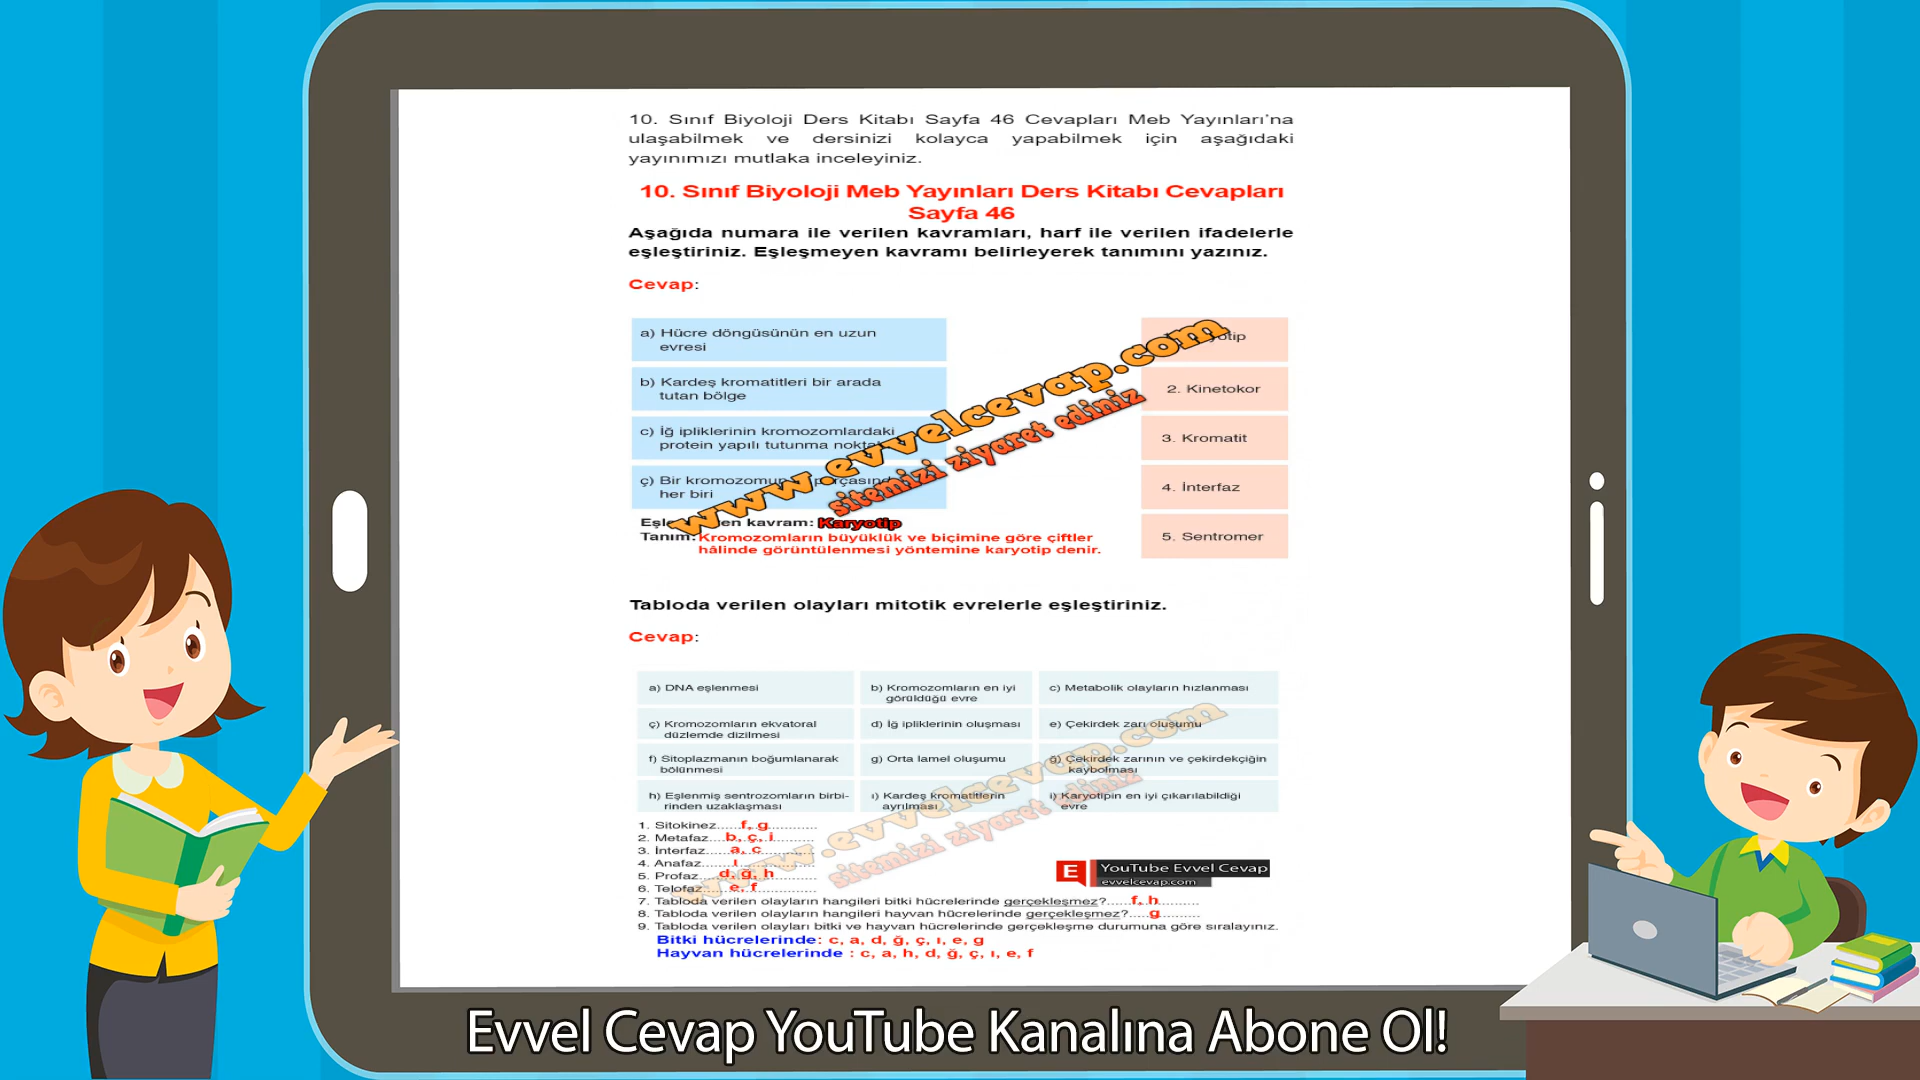 10. Sınıf Biyoloji Ders Kitabı Sayfa 46 Cevapları Meb Yayınları'na
ulaşabilmek ve dersinizi kolayca yapabilmek için aşağıdaki
yayınımızı mutlaka inceleyiniz.
10. Sınıf Biyoloji Meb Yayınları Ders Kitabı Cevapları
Sayfa 46
Aşağıda numara ile verilen kavramları, harf ile verilen ifadelerle
eşleştiriniz. Eşleşmeyen kavramı belirleyerek tanımını yazınız.
Cevap:
a) Hücre döngüsünün en uzun
evresi
b) Kardeş kromatitleri bir arada
tutan bölge
c) İğ ipliklerinin kromozomlardaki
protein yapılı tutunma
ç) Bir
her biri
2. Kinetokor
3. Kromatit
4. İnterfaz
5. Sentromer
www.evvelcevap.com
sitemizi ziyaret ediniz
kavram: Karyotip
Tanım: Kromozomların büyüklük ve biçimine göre çiftler
hâlinde görüntülenmesi yöntemine karyotip denir.
Tabloda verilen olayları mitotik evrelerle eşleştiriniz.
Cevap:
a) DNA eşlenmesi
b) Kromozomların en iyi
görüldüğü evre
c) Metabolik olayların hızlanması
ç) Kromozomların ekvatoral
düzlemde dizilmesi
d) İğ ipliklerinin oluşması
e) Çekirdek zarı oluşumu
f) Sitoplazmanın boğumlanarak
bölünmesi
g) Orta lamel oluşumu
ğ) Çekirdek zarının ve çekirdekçiğin
kaybolması
h) Eşlenmiş sentrozomların birbi-
rinden uzaklaşması
ı) Kardeş kromatitlerin
ayrılması
i) Karyotipin en iyi çıkarılabildiği
evre
www.evvelcevap.com
sitemizi ziyaret ediniz
1. Sitokinez.....f, g............
2. Metafaz....b, ç, i..........
3. İnterfaz......a, c............
4. Anafaz........ı................
5. Profaz.....d, ğ, h..........
6. Telofaz......e, f............
7. Tabloda verilen olayların hangileri bitki hücrelerinde gerçekleşmez?.....f, h.........
8. Tabloda verilen olayların hangileri hayvan hücrelerinde gerçekleşmez?....g.........
9. Tabloda verilen olayları bitki ve hayvan hücrelerinde gerçekleşme durumuna göre sıralayınız.
Bitki hücrelerinde: c, a, d, ğ, ç, ı, e, g
Hayvan hücrelerinde : c, a, h, d, ğ, ç, ı, e, f
E YouTube Evvel Cevap
evvelcevap.com
Evvel Cevap YouTube Kanalına Abone Ol!